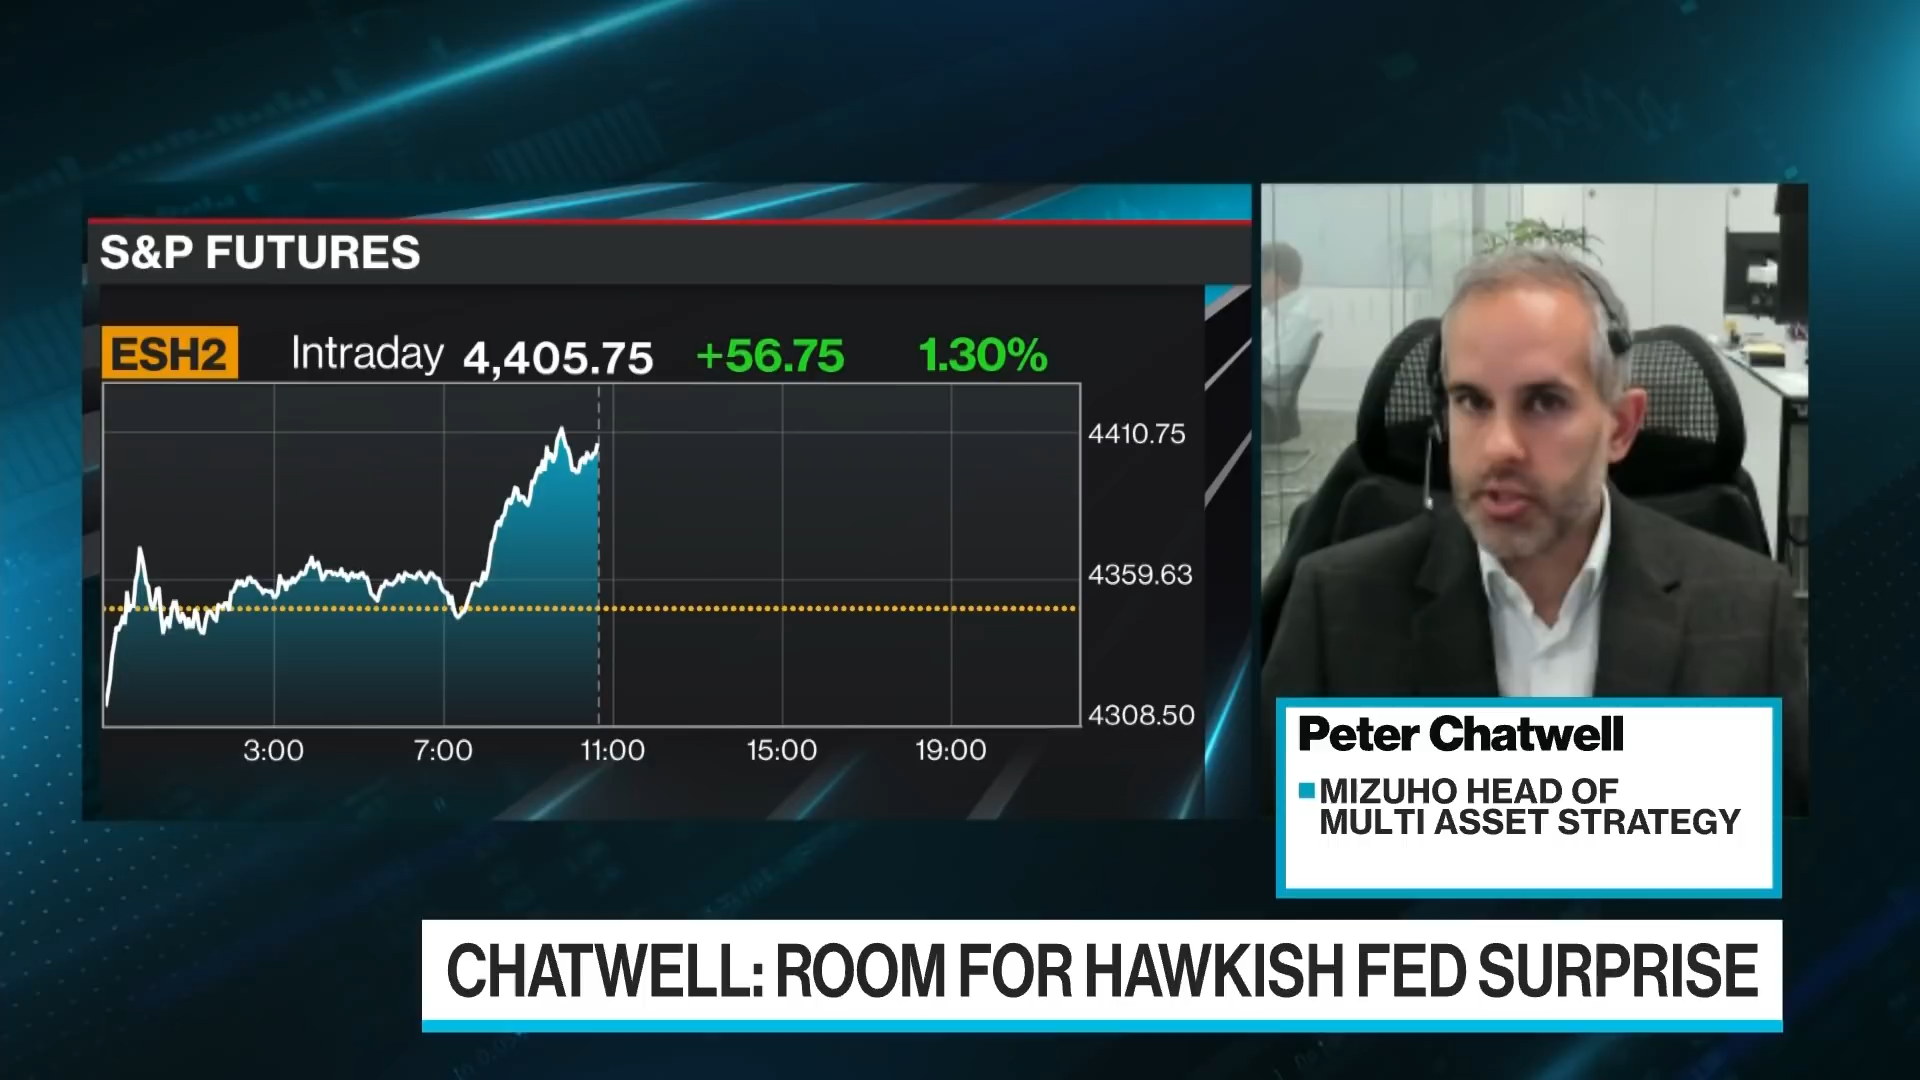 S&P FUTURES
ESH2 Intraday 4,405.75 +56.75 1.30%
4410.75
4359.63
4308.50
3:00 7:00 11:00 15:00 19:00
Peter Chatwell
MIZUHO HEAD OF
MULTI ASSET STRATEGY
CHATWELL: ROOM FOR HAWKISH FED SURPRISE